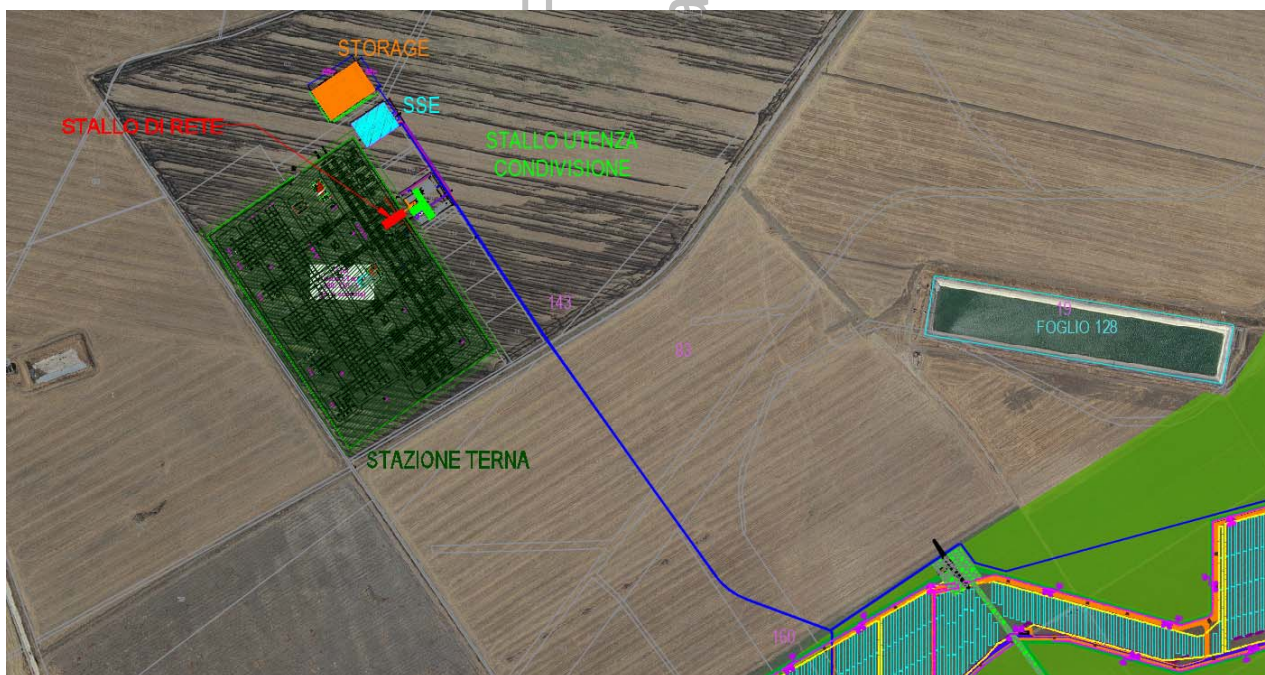 STORAGE
SSE
STALLO DI RETE
STALLO UTENZA
CONDIVISIONE
143
19
FOGLIO 128
83
STAZIONE TERNA
160